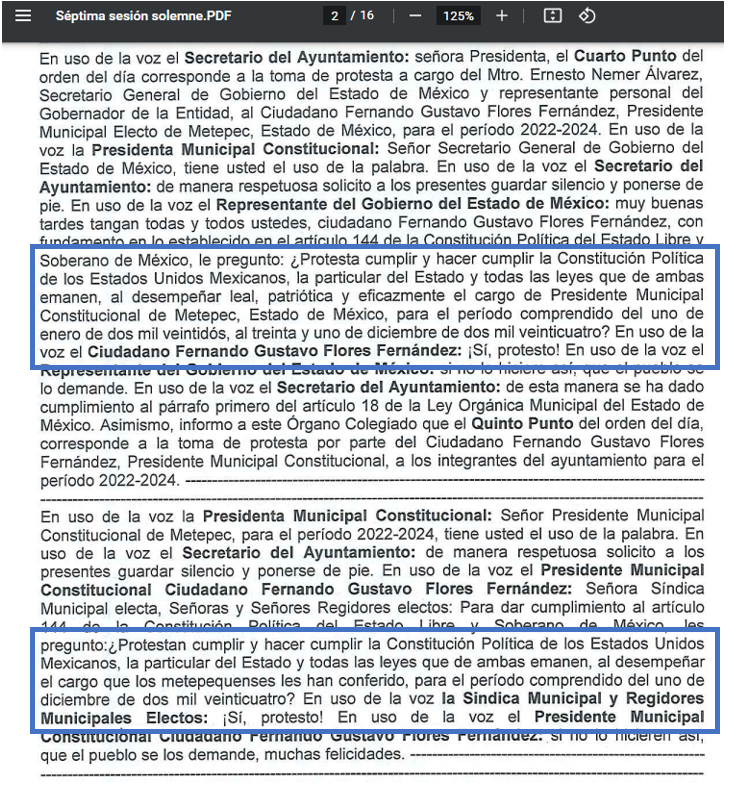 Séptima sesión solemne.PDF 2 / 16 — 125% +
En uso de la voz el Secretario del Ayuntamiento: señora Presidenta, el Cuarto Punto del
orden del día corresponde a la toma de protesta a cargo del Mtro. Ernesto Nemer Álvarez,
Secretario General de Gobierno del Estado de México y representante personal del
Gobernador de la Entidad, al Ciudadano Fernando Gustavo Flores Fernández, Presidente
Municipal Electo de Metepec, Estado de México, para el período 2022-2024. En uso de la
voz la Presidenta Municipal Constitucional: Señor Secretario General de Gobierno del
Estado de México, tiene usted el uso de la palabra. En uso de la voz el Secretario del
Ayuntamiento: de manera respetuosa solicito a los presentes guardar silencio y ponerse de
pie. En uso de la voz el Representante del Gobierno del Estado de México: muy buenas
tardes tangan todas y todos ustedes, ciudadano Fernando Gustavo Flores Fernández, con
fundamento en lo establecido en el artículo 144 de la Constitución Política del Estado Libre y
Soberano de México, le pregunto: ¿Protesta cumplir y hacer cumplir la Constitución Política
de los Estados Unidos Mexicanos, la particular del Estado y todas las leyes que de ambas
emanen, al desempeñar leal, patriótica y eficazmente el cargo de Presidente Municipal
Constitucional de Metepec, Estado de México, para el período comprendido del uno de
enero de dos mil veintidós, al treinta y uno de diciembre de dos mil veinticuatro? En uso de la
voz el Ciudadano Fernando Gustavo Flores Fernández: ¡Sí, protesto! En uso de la voz el
Representante del Gobierno del Estado de México: si no lo hiciere así, que el pueblo se
lo demande. En uso de la voz el Secretario del Ayuntamiento: de esta manera se ha dado
cumplimiento al párrafo primero del artículo 18 de la Ley Orgánica Municipal del Estado de
México. Asimismo, informo a este Órgano Colegiado que el Quinto Punto del orden del día,
corresponde a la toma de protesta por parte del Ciudadano Fernando Gustavo Flores
Fernández, Presidente Municipal Constitucional, a los integrantes del ayuntamiento para el
período 2022-2024. ----------
En uso de la voz la Presidenta Municipal Constitucional: Señor Presidente Municipal
Constitucional de Metepec, para el período 2022-2024, tiene usted el uso de la palabra. En
uso de la voz el Secretario del Ayuntamiento: de manera respetuosa solicito a los
presentes guardar silencio y ponerse de pie. En uso de la voz el Presidente Municipal
Constitucional Ciudadano Fernando Gustavo Flores Fernández: Señora Síndica
Municipal electa, Señoras y Señores Regidores electos: Para dar cumplimiento al artículo
144 de la Constitución Política del Estado Libre y Soberano de México, les
pregunto:¿Protestan cumplir y hacer cumplir la Constitución Política de los Estados Unidos
Mexicanos, la particular del Estado y todas las leyes que de ambas emanen, al desempeñar
el cargo que los metepequenses les han conferido, para el período comprendido del uno de
diciembre de dos mil veinticuatro? En uso de la voz la Sindica Municipal y Regidores
Municipales Electos: ¡Sí, protesto! En uso de la voz el Presidente Municipal
Constitucional Ciudadano Fernando Gustavo Flores Fernández: si no lo hicieren así,
que el pueblo se los demande, muchas felicidades. ----------